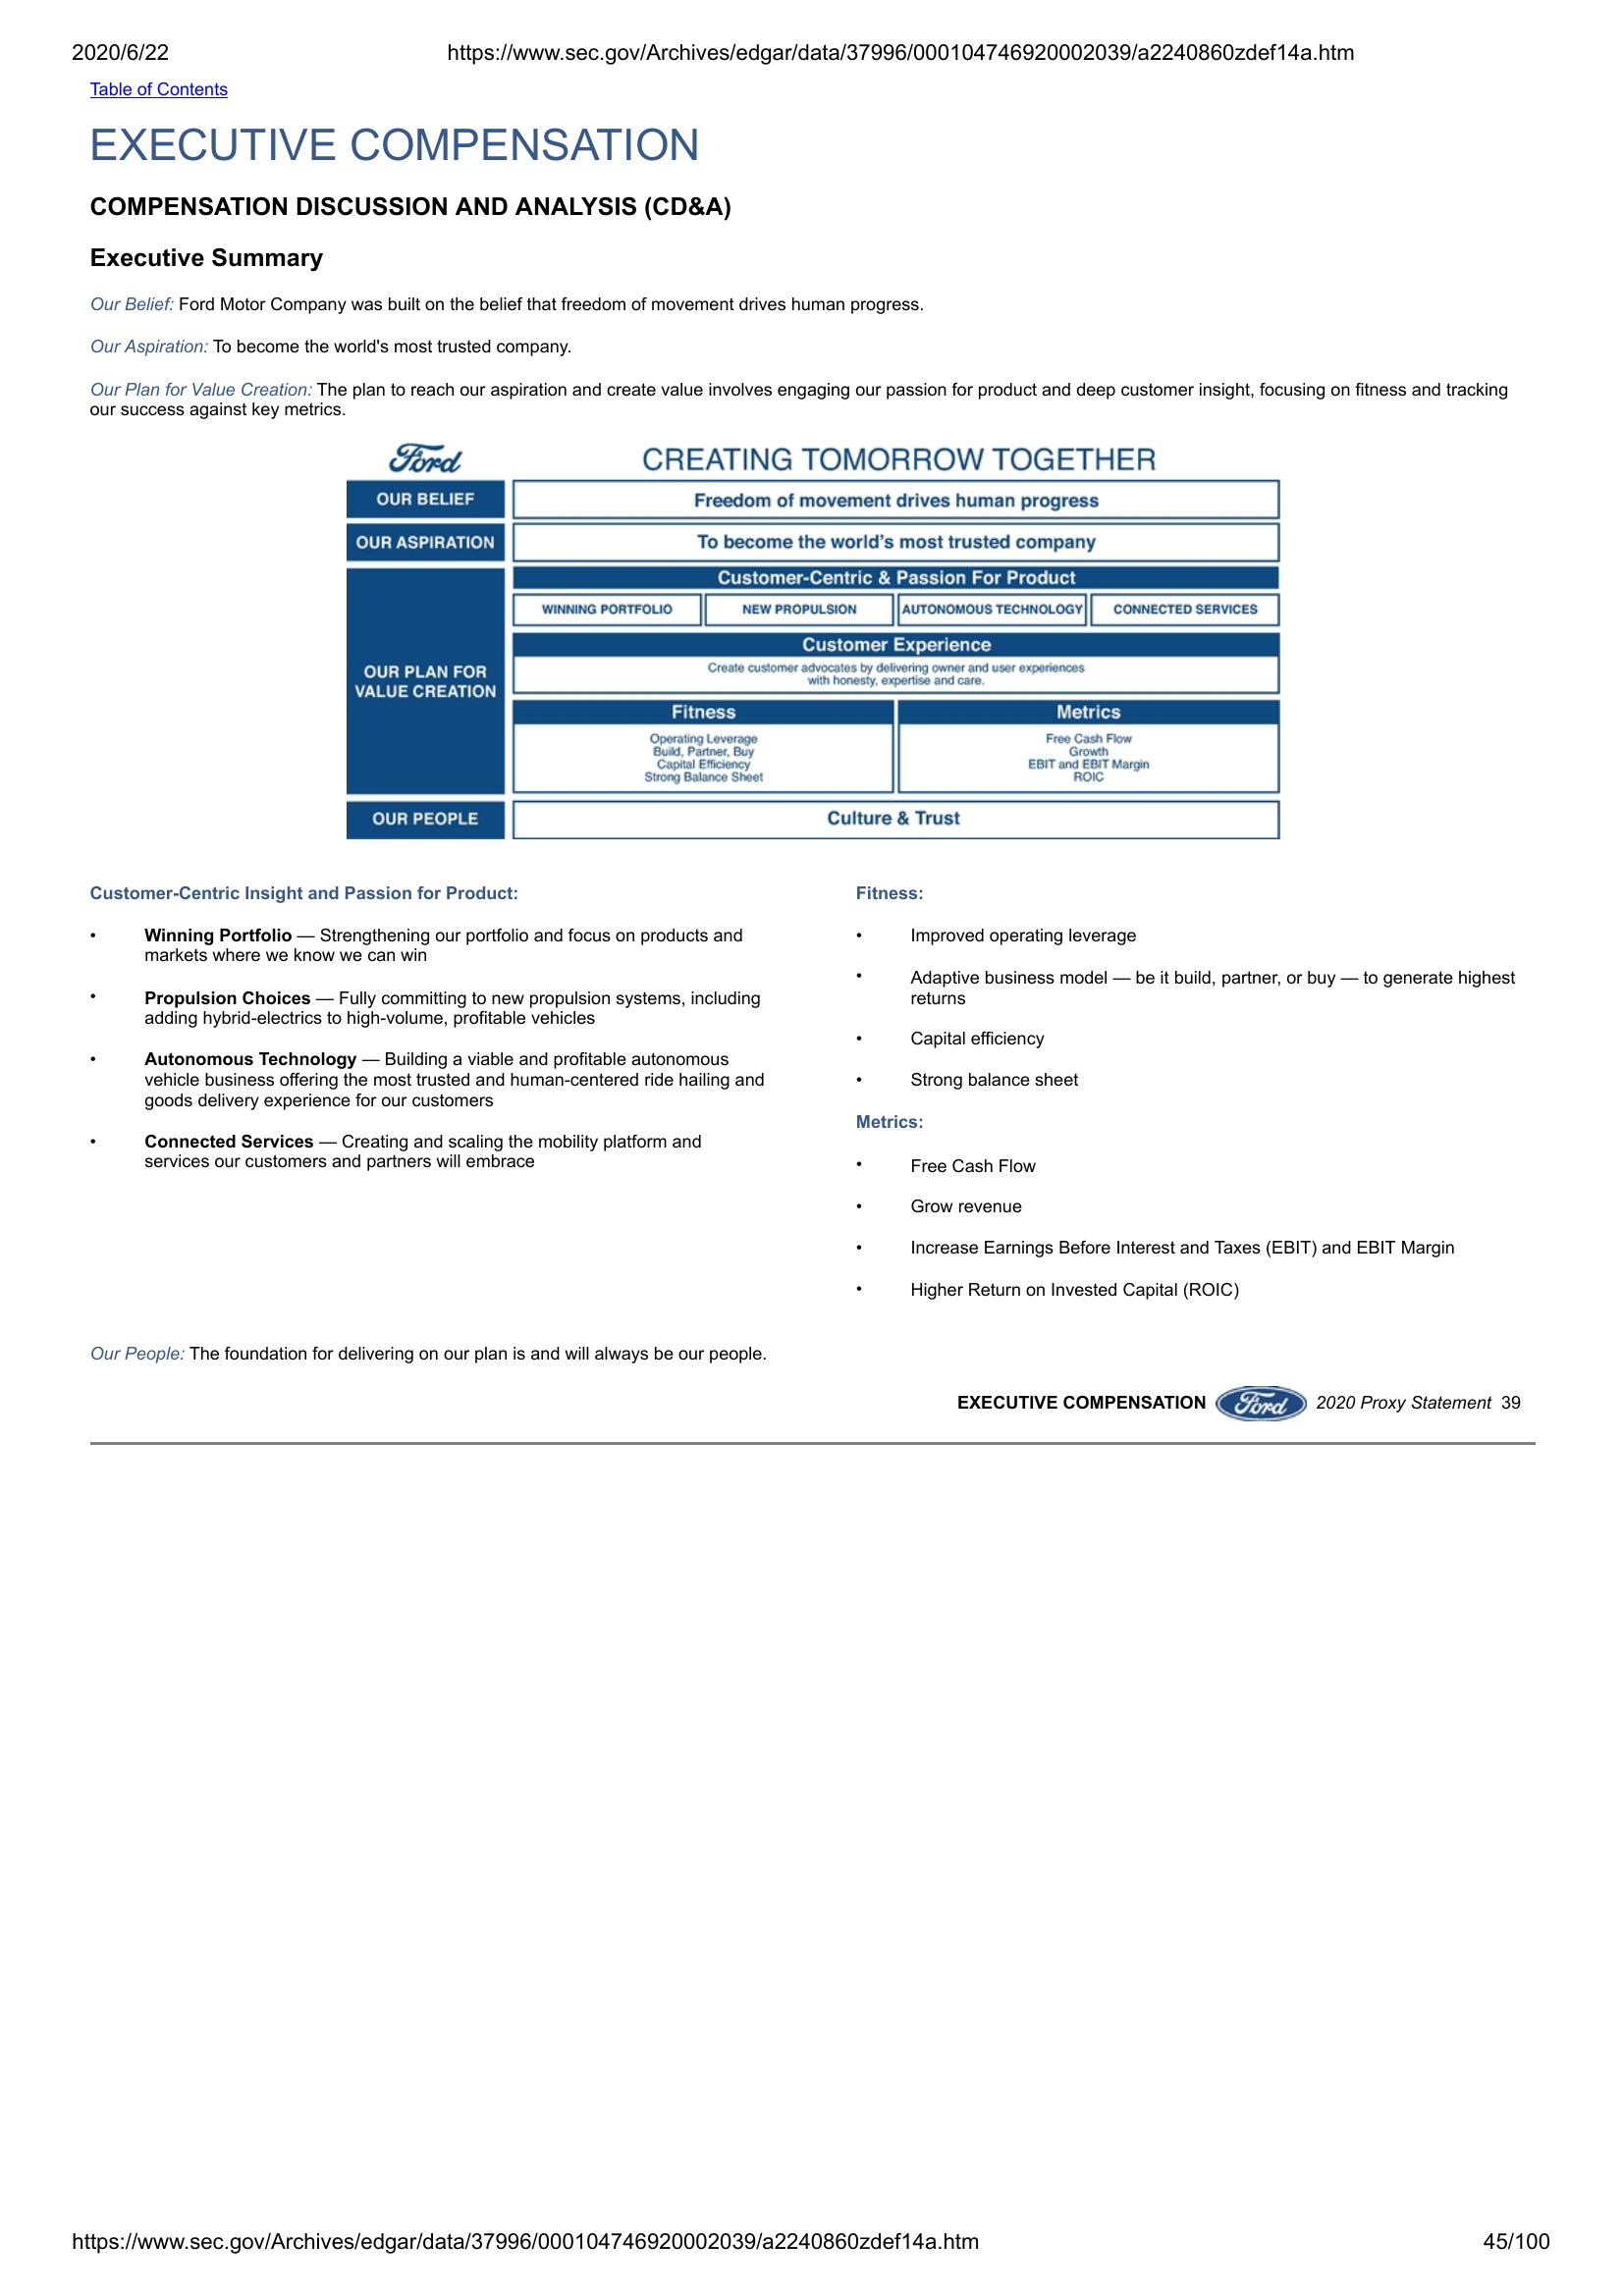 2020/6/22 https://www.sec.gov/Archives/edgar/data/37996/000104746920002039/a2240860zdef14a.htm
Table of Contents
EXECUTIVE COMPENSATION
COMPENSATION DISCUSSION AND ANALYSIS (CD&A)
Executive Summary
Our Belief: Ford Motor Company was built on the belief that freedom of movement drives human progress.
Our Aspiration: To become the world's most trusted company.
Our Plan for Value Creation: The plan to reach our aspiration and create value involves engaging our passion for product and deep customer insight, focusing on fitness and tracking
our success against key metrics.
Ford CREATING TOMORROW TOGETHER
OUR BELIEF Freedom of movement drives human progress
OUR ASPIRATION To become the world’s most trusted company
OUR PLAN FOR
VALUE CREATION
Customer-Centric & Passion For Product
WINNING PORTFOLIO NEW PROPULSION AUTONOMOUS TECHNOLOGY CONNECTED SERVICES
Customer Experience
Create customer advocates by delivering owner and user experiences
with honesty, expertise and care.
Fitness
Operating Leverage
Build, Partner, Buy
Capital Efficiency
Strong Balance Sheet
Metrics
Free Cash Flow
Growth
EBIT and EBIT Margin
ROIC
OUR PEOPLE Culture & Trust
Customer-Centric Insight and Passion for Product:
• Winning Portfolio — Strengthening our portfolio and focus on products and
markets where we know we can win
• Propulsion Choices — Fully committing to new propulsion systems, including
adding hybrid-electrics to high-volume, profitable vehicles
• Autonomous Technology — Building a viable and profitable autonomous
vehicle business offering the most trusted and human-centered ride hailing and
goods delivery experience for our customers
• Connected Services — Creating and scaling the mobility platform and
services our customers and partners will embrace
Fitness:
• Improved operating leverage
• Adaptive business model — be it build, partner, or buy — to generate highest
returns
• Capital efficiency
• Strong balance sheet
Metrics:
• Free Cash Flow
• Grow revenue
• Increase Earnings Before Interest and Taxes (EBIT) and EBIT Margin
• Higher Return on Invested Capital (ROIC)
Our People: The foundation for delivering on our plan is and will always be our people.
EXECUTIVE COMPENSATION Ford 2020 Proxy Statement 39
https://www.sec.gov/Archives/edgar/data/37996/000104746920002039/a2240860zdef14a.htm 45/100